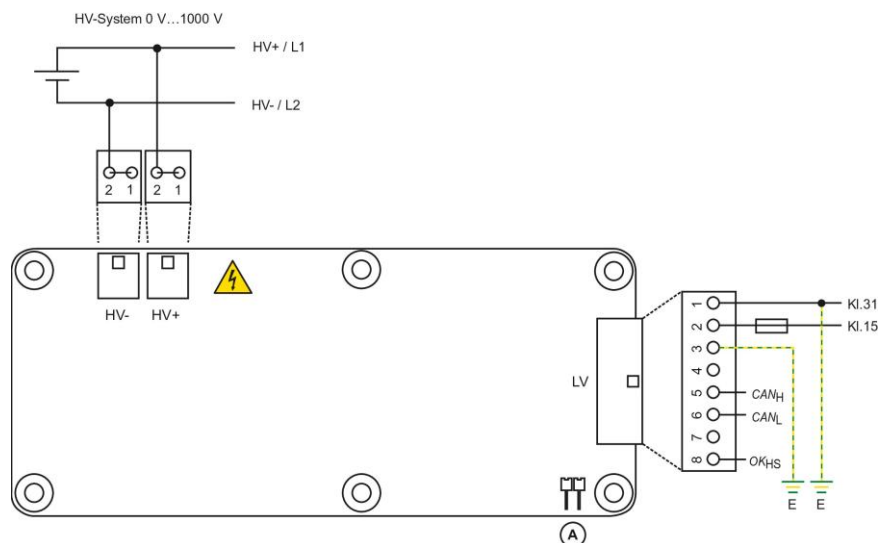 HV-System 0 V...1000 V
HV+ / L1
HV- / L2
2 1
2 1
HV-
HV+
LV
1
2
3
4
5
6
7
8
Kl.31
Kl.15
CANH
CANL
OKHS
E
E
A